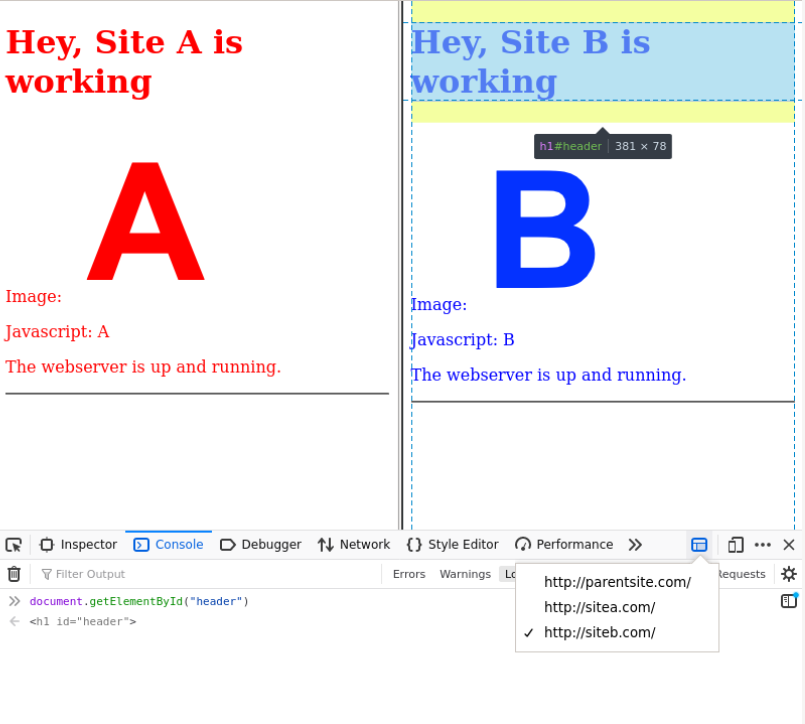 Hey, Site A is
working
A
Image:
Javascript: A
The webserver is up and running.
Hey, Site B is
working
h1#header 381 × 78
B
Image:
Javascript: B
The webserver is up and running.
Inspector Console Debugger Network Style Editor Performance
Filter Output Errors Warnings Lo Requests
http://parentsite.com/
http://sitea.com/
✓ http://siteb.com/
document.getElementById("header")
<h1 id="header">